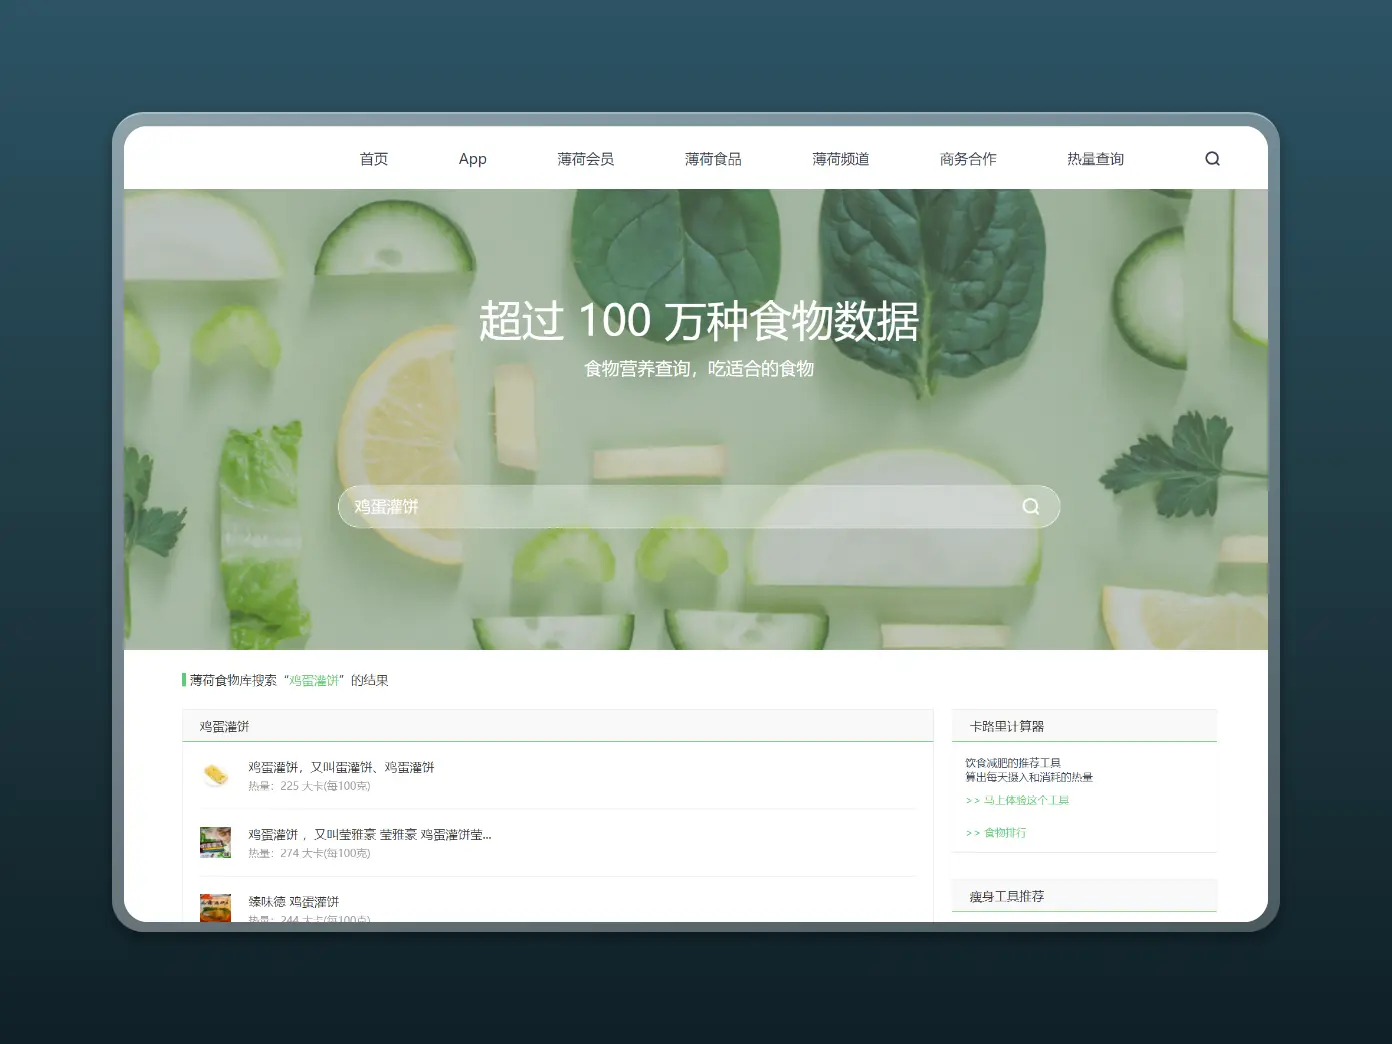 首页 App 薄荷会员 薄荷食品 薄荷频道 商务合作 热量查询
超过 100 万种食物数据
食物营养查询，吃适合的食物
鸡蛋灌饼
薄荷食物库搜索“鸡蛋灌饼”的结果
鸡蛋灌饼
鸡蛋灌饼，又叫蛋灌饼、鸡蛋灌饼
热量：225 大卡(每100克)
鸡蛋灌饼 ，又叫莹雅豪 莹雅豪 鸡蛋灌饼莹...
热量：274 大卡(每100克)
臻味德 鸡蛋灌饼
热量：244 大卡(每100克)
卡路里计算器
饮食减肥的推荐工具
算出每天摄入和消耗的热量
>> 马上体验这个工具
>> 食物排行
瘦身工具推荐